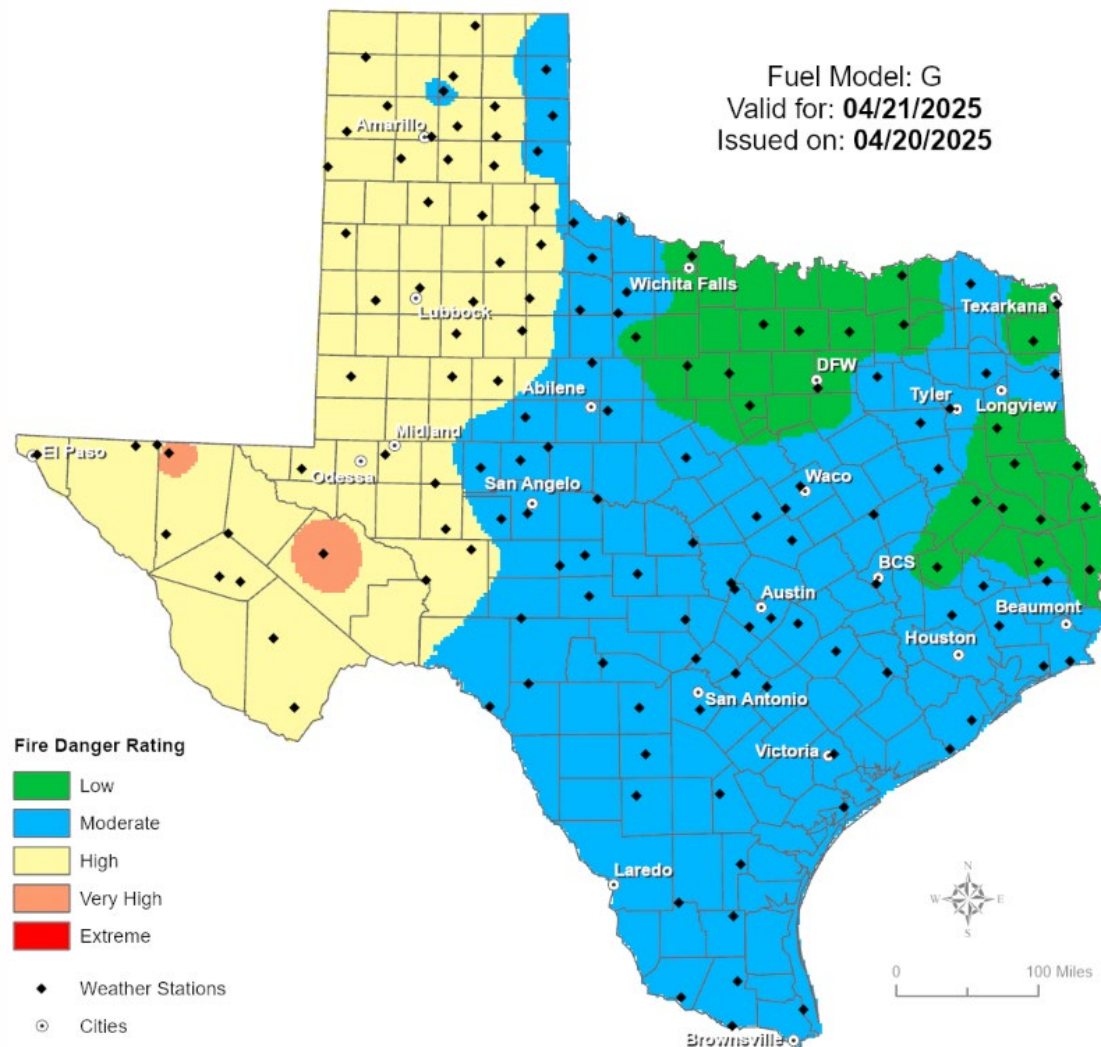 Fuel Model: G
Valid for: 04/21/2025
Issued on: 04/20/2025
Amarillo
Wichita Falls
Texarkana
Lubbock
DFW
Abilene
Tyler
Longview
Midland
El Paso
Odessa
San Angelo
Waco
BCS
Austin
Beaumont
Houston
San Antonio
Victoria
Laredo
Brownsville
Fire Danger Rating
Low
Moderate
High
Very High
Extreme
Weather Stations
Cities
N
W E
S
0 100 Miles